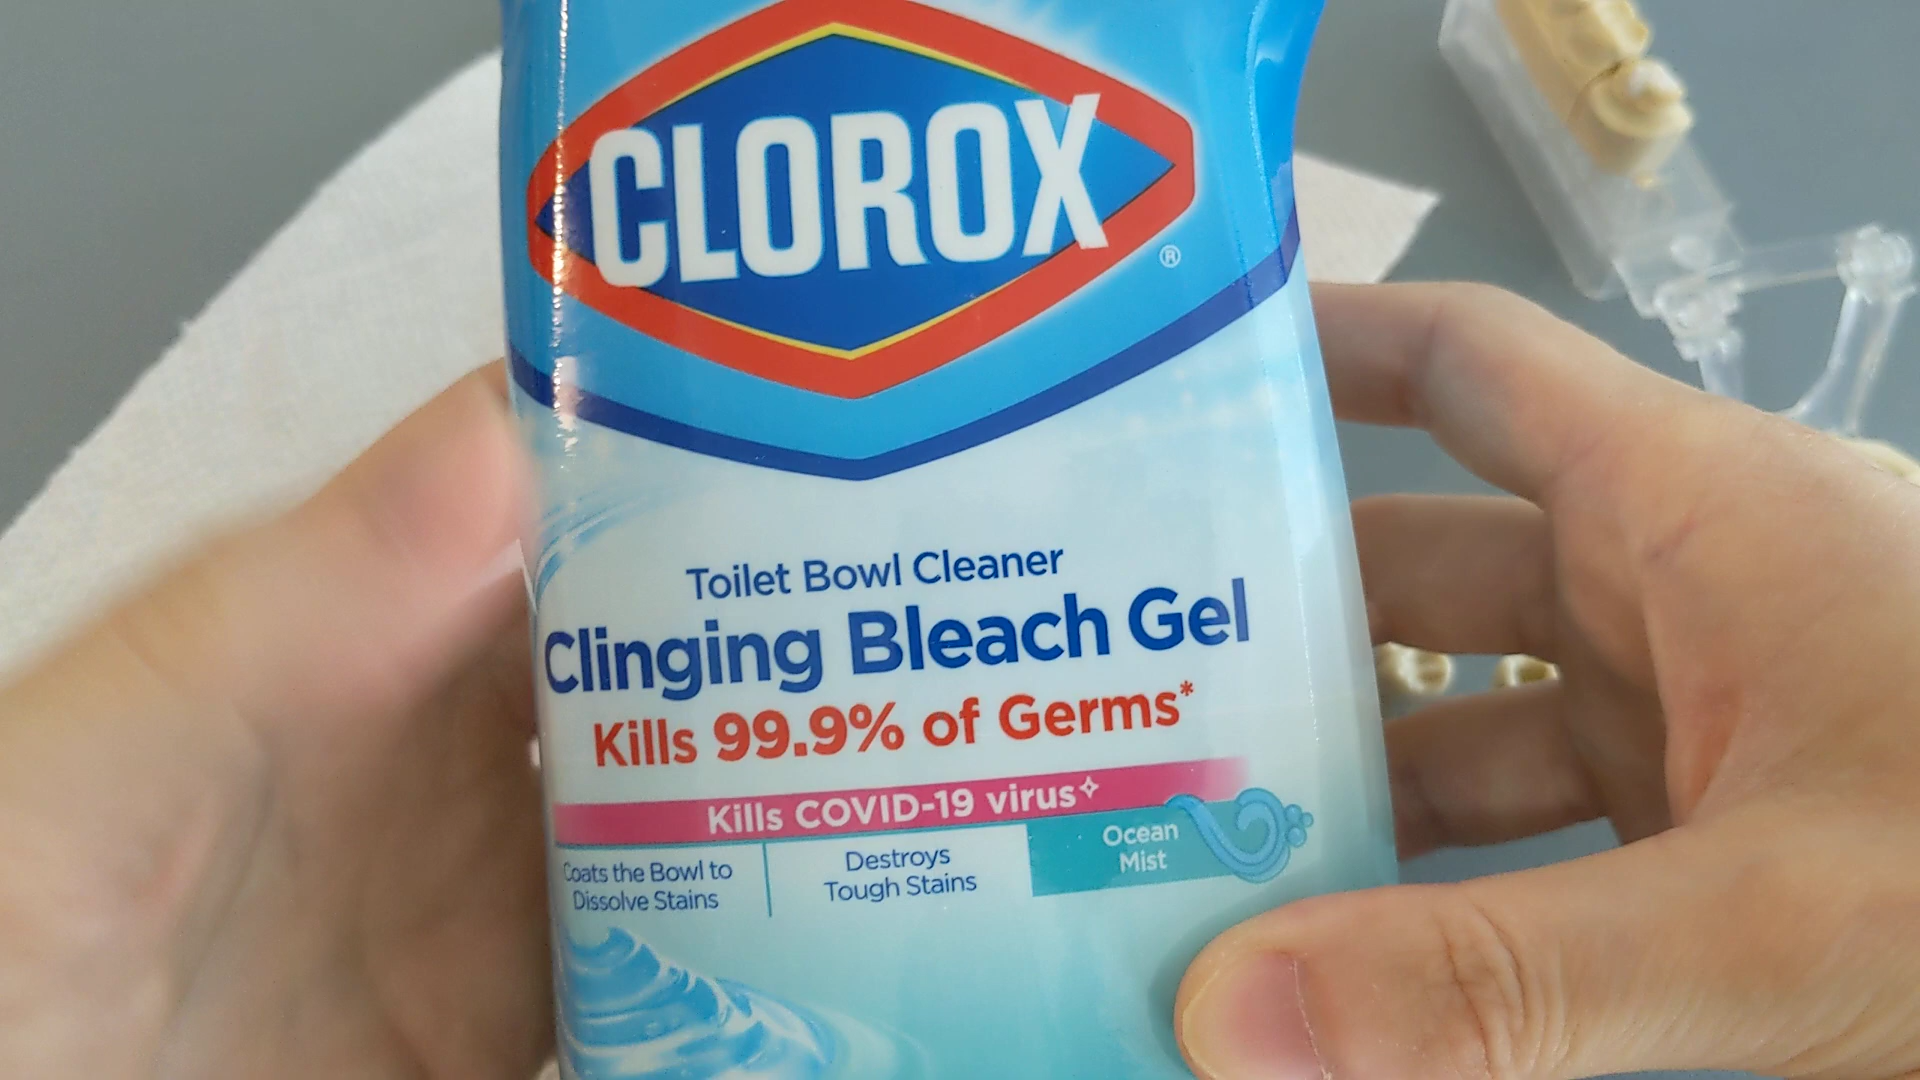 CLOROX
®
Toilet Bowl Cleaner
Clinging Bleach Gel
Kills 99.9% of Germs*
Kills COVID-19 virus✧
Coats the Bowl to
Dissolve Stains
Destroys
Tough Stains
Ocean
Mist